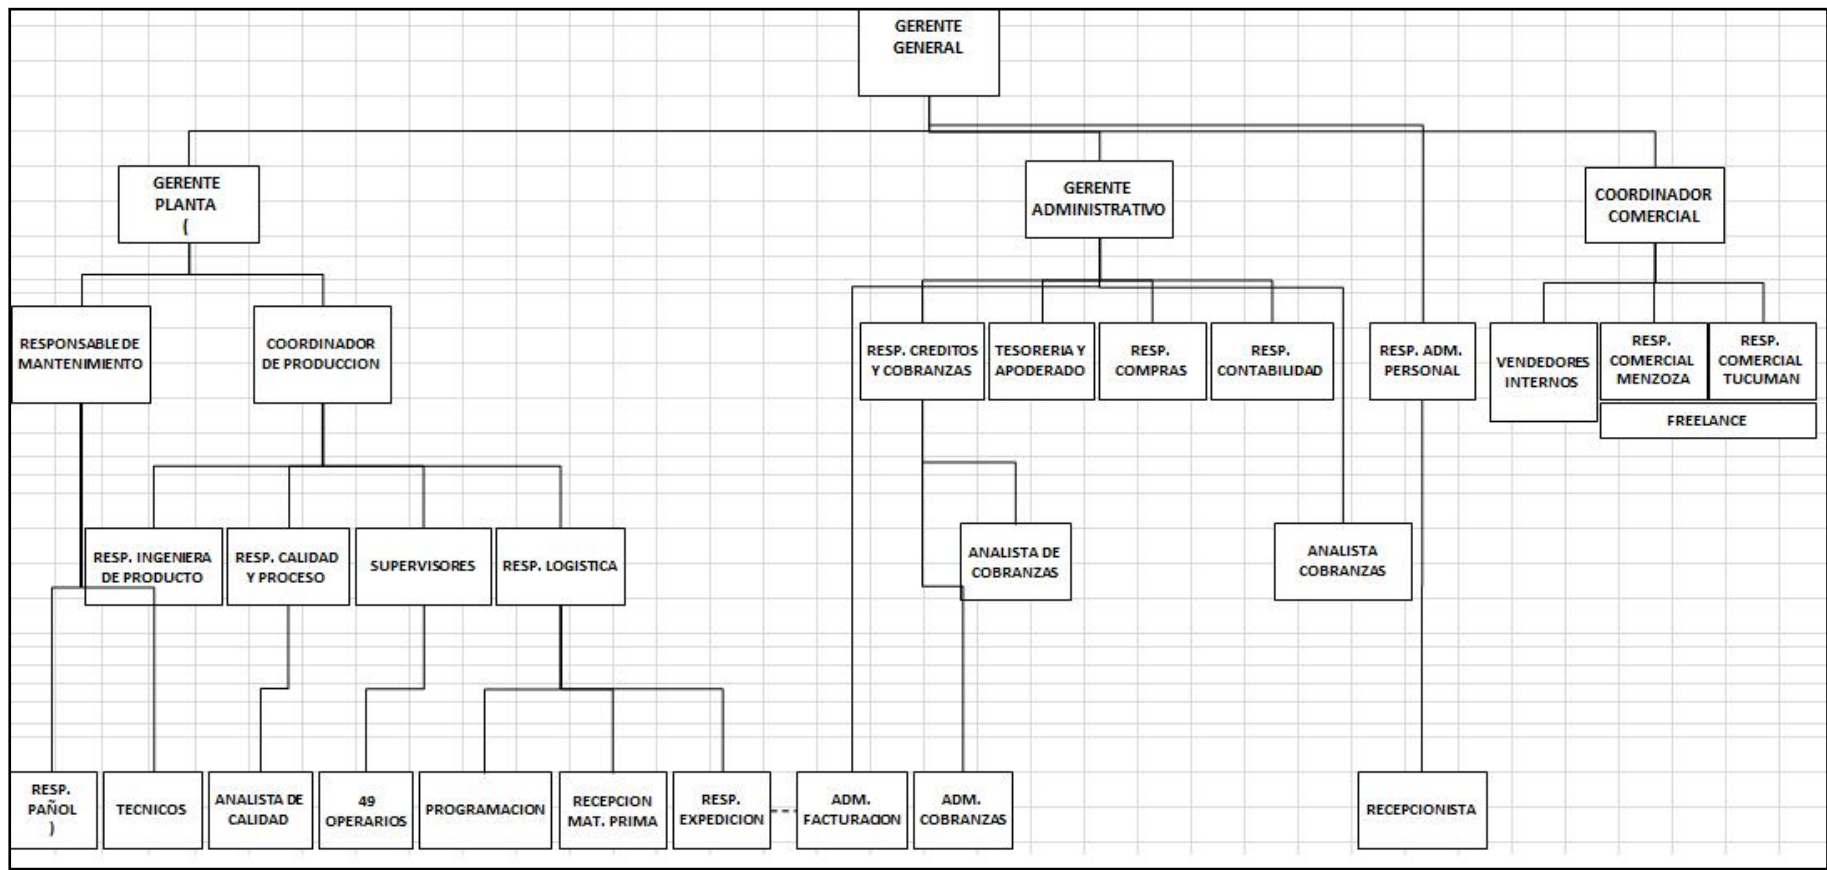 GERENTE
GENERAL
GERENTE
PLANTA
(
GERENTE
ADMINISTRATIVO
COORDINADOR
COMERCIAL
RESPONSABLE DE
MANTENIMIENTO
COORDINADOR
DE PRODUCCION
RESP. CREDITOS
Y COBRANZAS
TESORERIA Y
APODERADO
RESP.
COMPRAS
RESP.
CONTABILIDAD
RESP. ADM.
PERSONAL
VENDEDORES
INTERNOS
RESP.
COMERCIAL
MENZOZA
RESP.
COMERCIAL
TUCUMAN
FREELANCE
RESP. INGENIERA
DE PRODUCTO
RESP. CALIDAD
Y PROCESO
SUPERVISORES
RESP. LOGISTICA
ANALISTA DE
COBRANZAS
ANALISTA
COBRANZAS
RESP.
PAÑOL
)
TECNICOS
ANALISTA DE
CALIDAD
49
OPERARIOS
PROGRAMACION
RECEPCION
MAT. PRIMA
RESP.
EXPEDICION
ADM.
FACTURACION
ADM.
COBRANZAS
RECEPCIONISTA